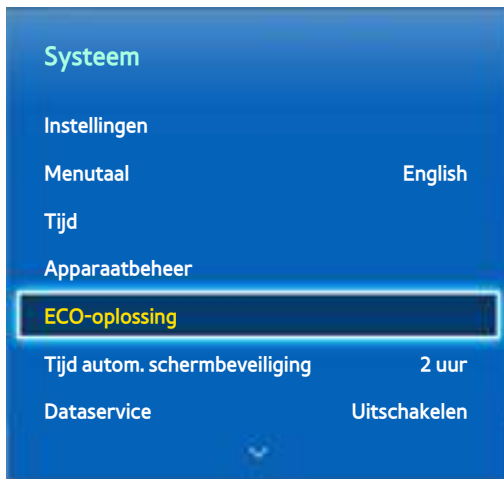 Systeem
Instellingen
Menutaal English
Tijd
Apparaatbeheer
ECO-oplossing
Tijd autom. schermbeveiliging 2 uur
Dataservice Uitschakelen